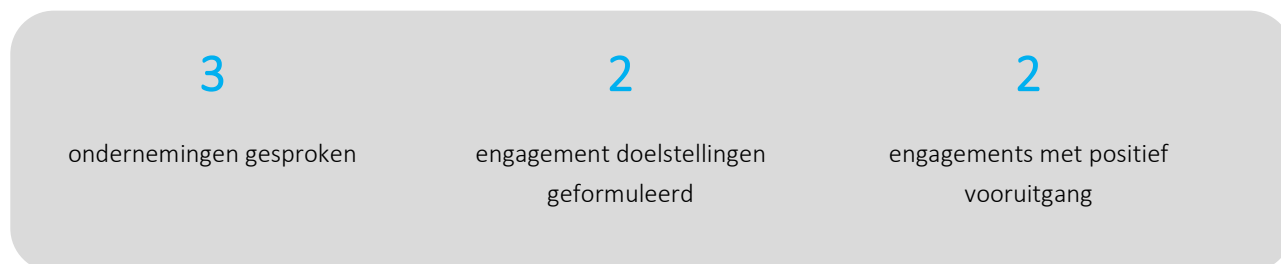 3
ondernemingen gesproken
2
engagement doelstellingen
geformuleerd
2
engagements met positief
vooruitgang